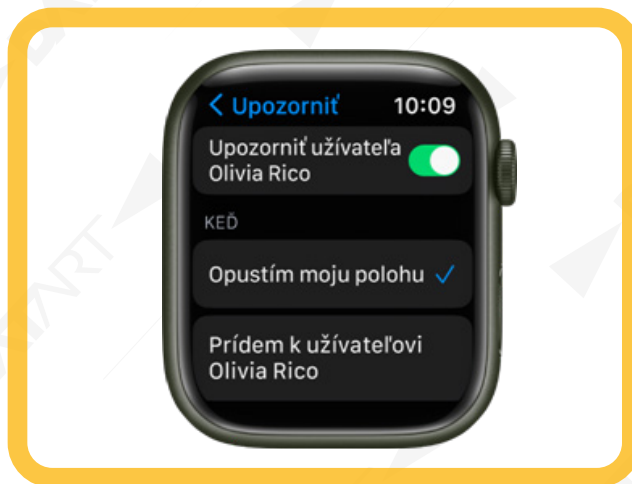 Upozorniť
10:09
Upozorniť užívateľa
Olivia Rico
KEĎ
Opustím moju polohu
Prídem k užívateľovi
Olivia Rico